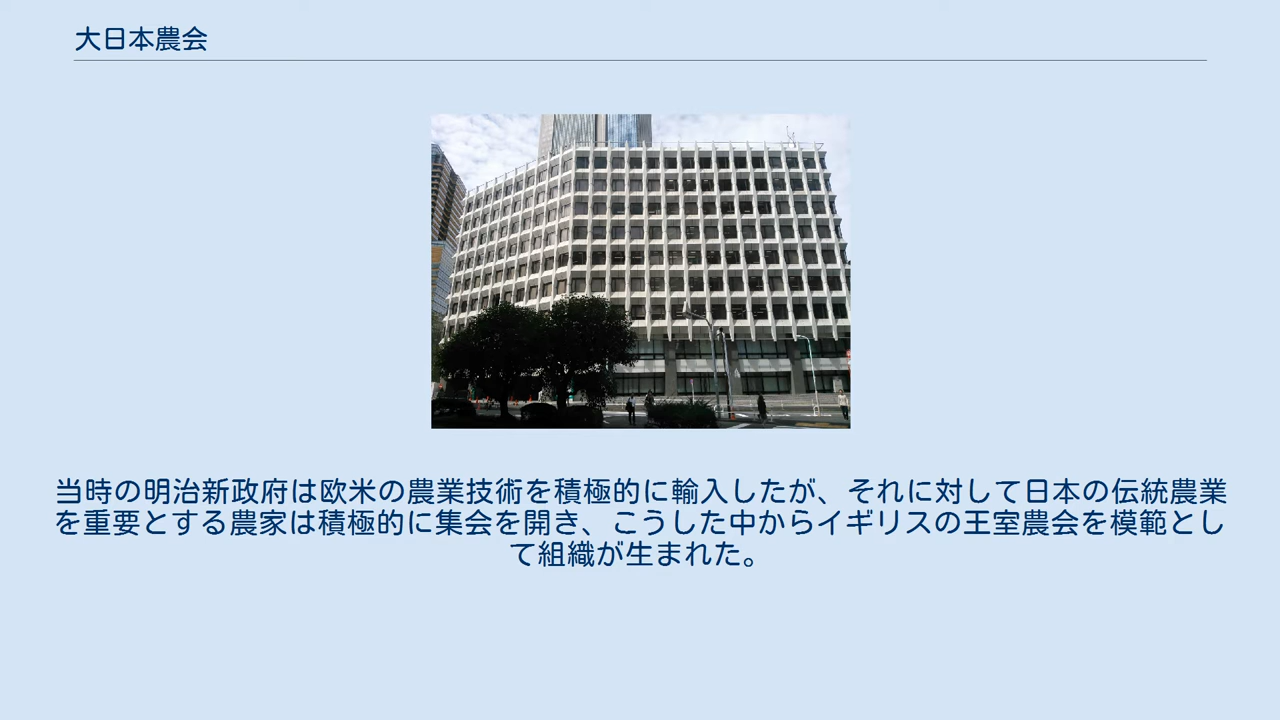 大日本農会
当時の明治新政府は欧米の農業技術を積極的に輸入したが、それに対して日本の伝統農業
を重要とする農家は積極的に集会を開き、こうした中からイギリスの王室農会を模範とし
て組織が生まれた。